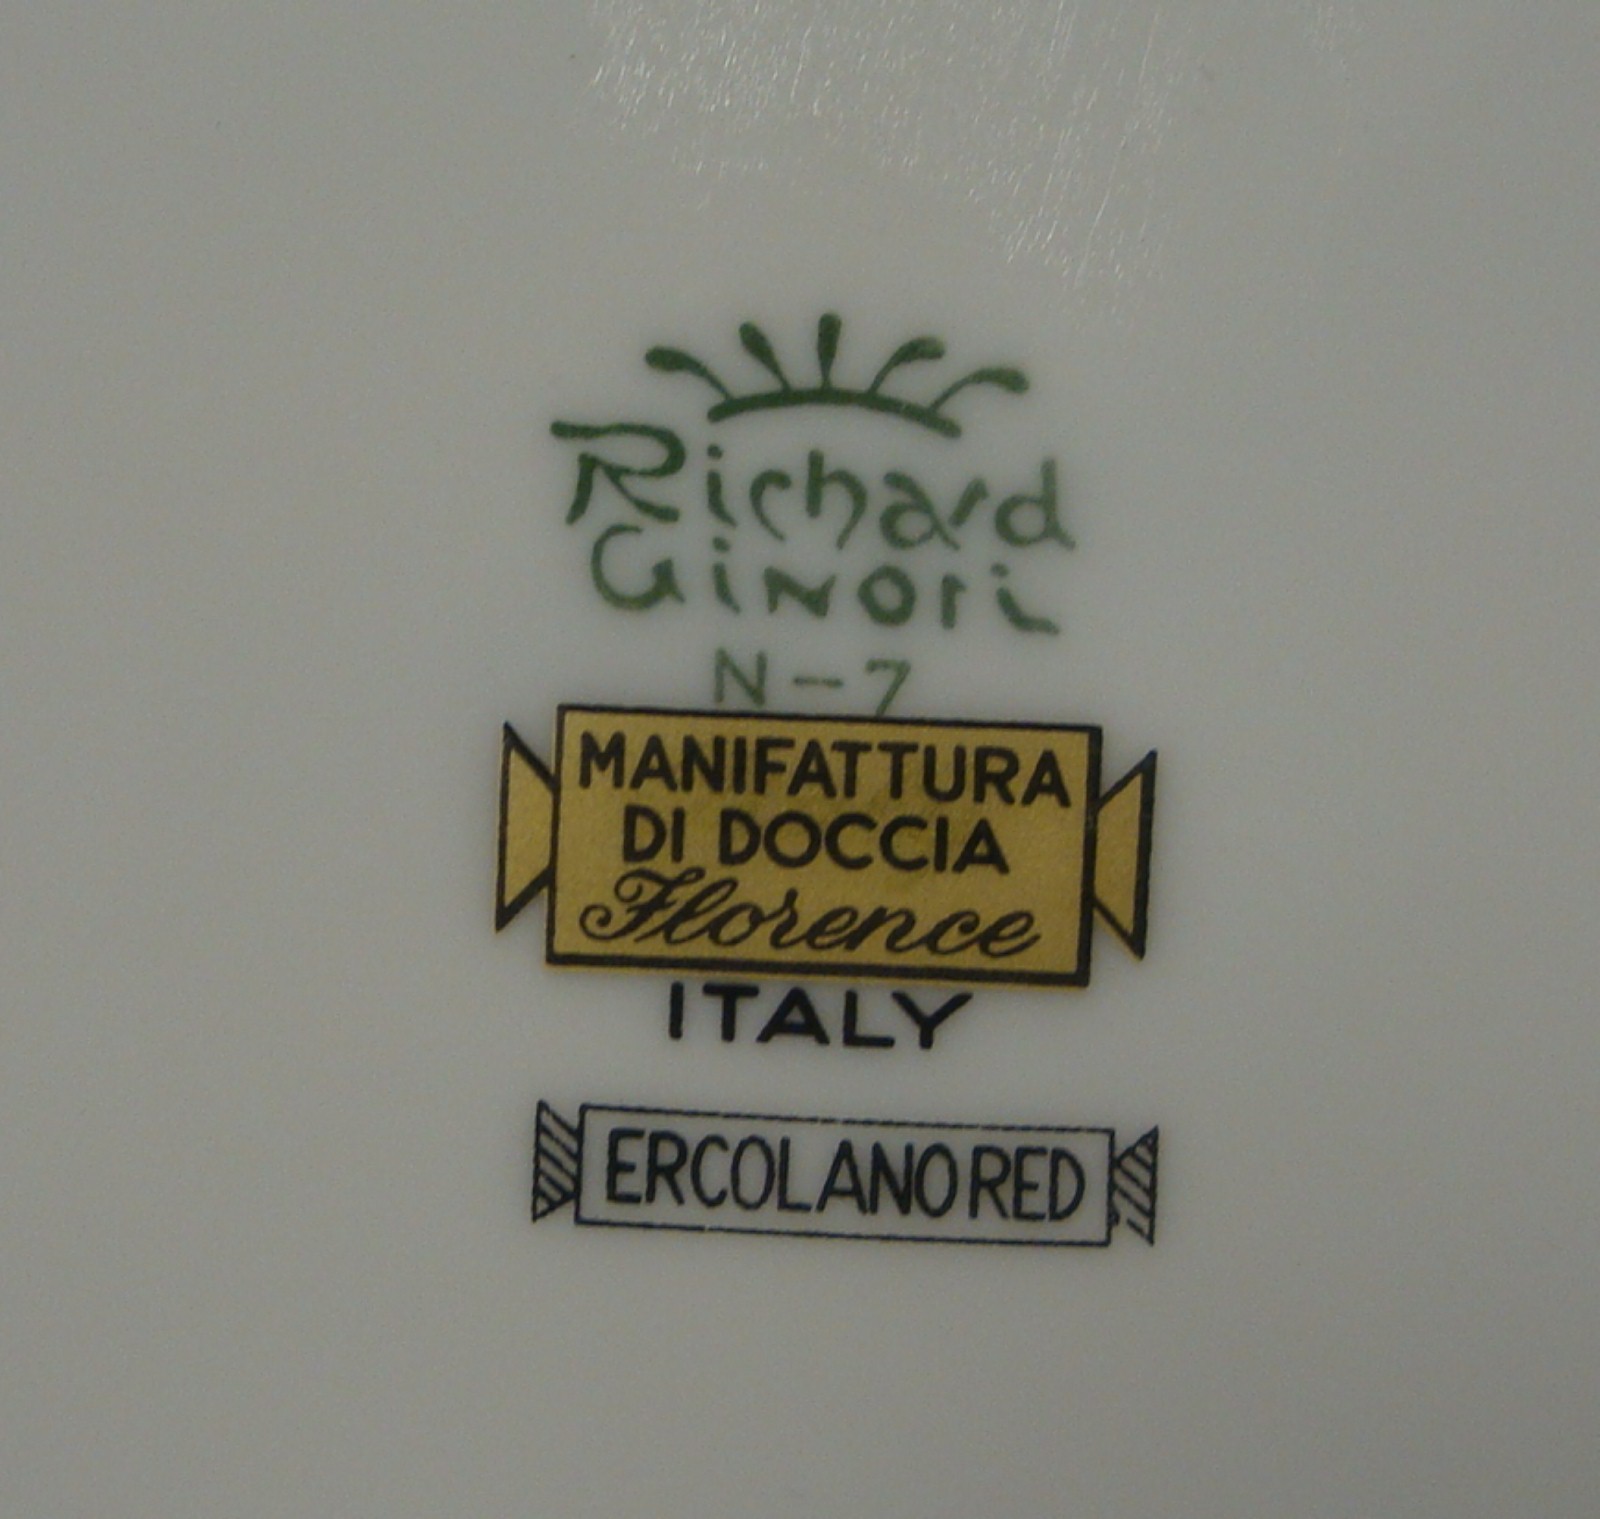 Richard
Ginori
N-7
MANIFATTURA
DI DOCCIA
Florence
ITALY
ERCOLANO RED